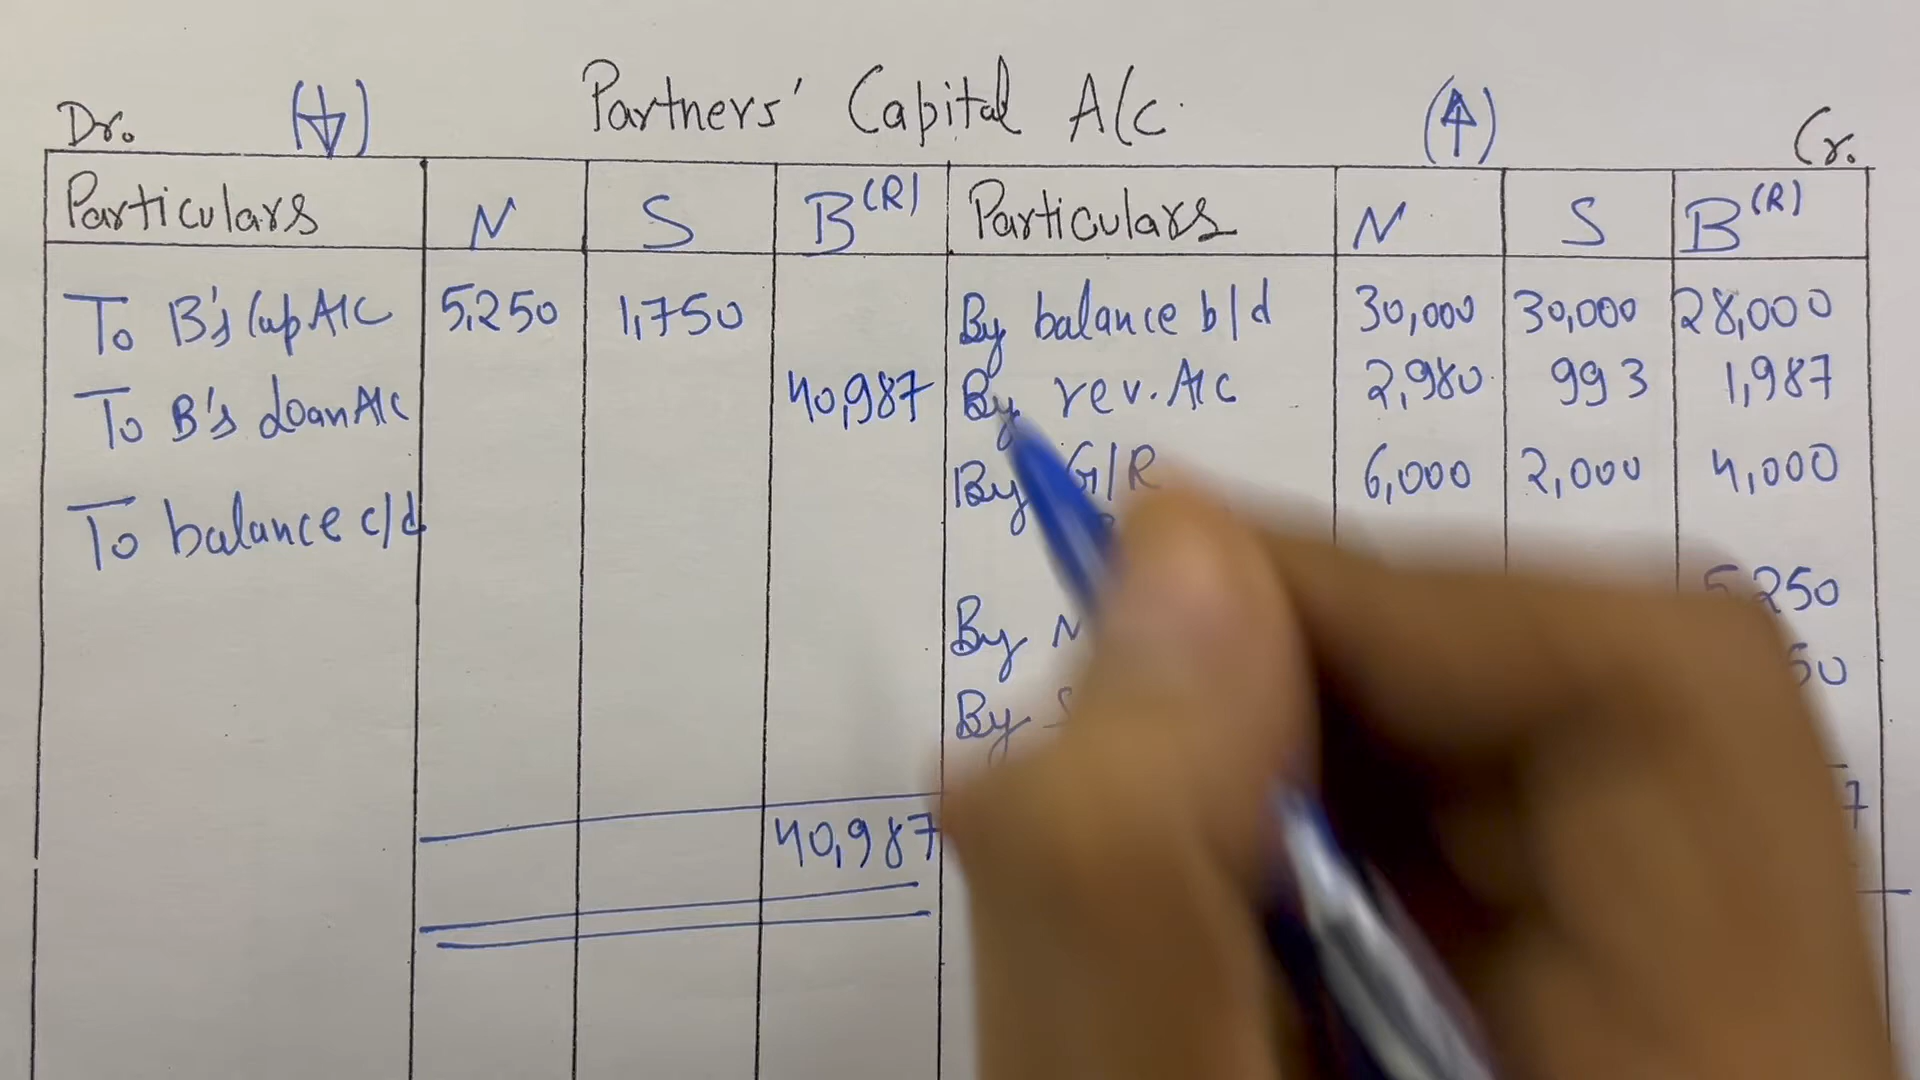 Partners' Capital A/c.
Dr. (↓) (↑) Cr.
Particulars N S B(R) Particulars N S B(R)
To B's Cap A/C 5,250 1,750 By balance b/d 30,000 30,000 28,000
To B's Loan A/c 40,987 By rev. A/c 2,980 993 1,987
By G/R 6,000 2,000 4,000
To balance c/d
By N 5,250
By S 50
40,987 7